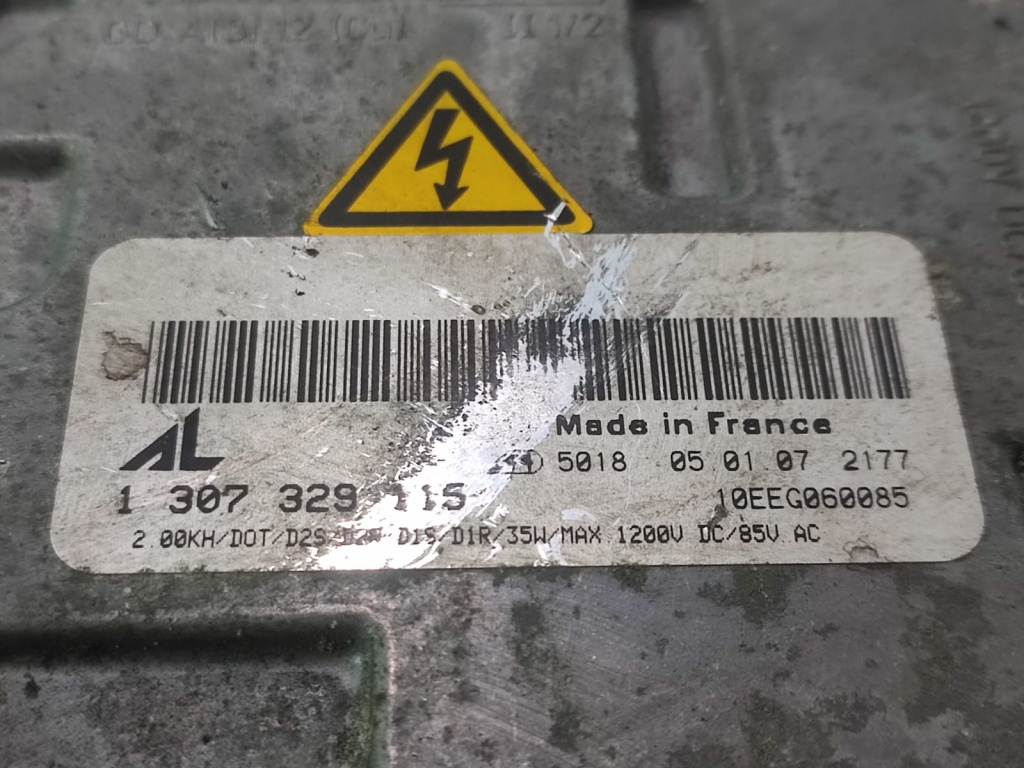 AL
Made in France
5018 05 01 07 2177
1 307 329 115
10EEG060085
2.00KH/DOT/D2S/D2R D1S/D1R/35W/MAX 1200V DC/85V AC